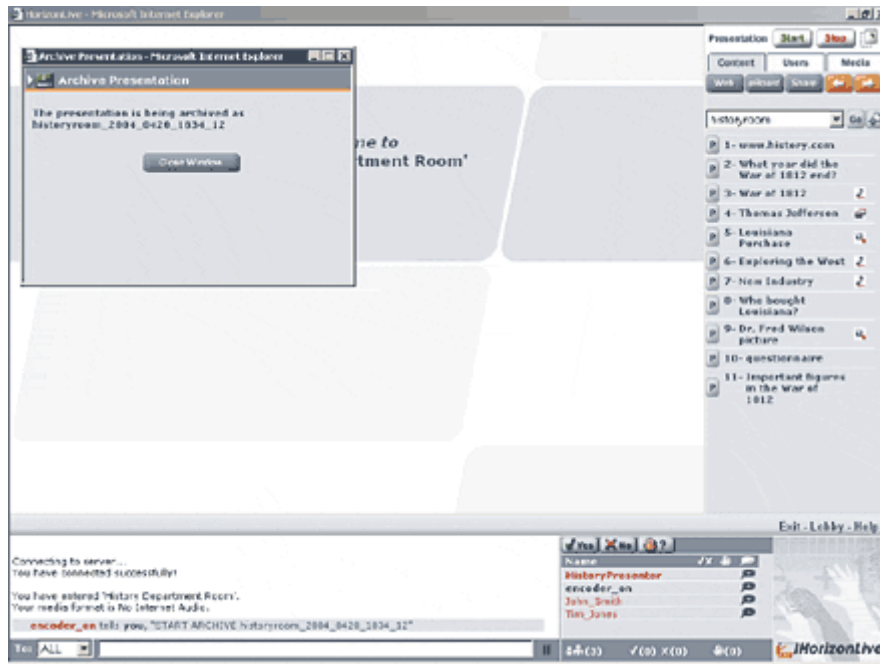 HorizonLive - Microsoft Internet Explorer
Archive Presentation - Microsoft Internet Explorer
Archive Presentation
The presentation is being archived as
historyroom_2004_0420_1034_12
Close Window
me to
tment Room'
Presentation Start Stop
Content Users Media
Web Share
historyroom Go
P 1- www.history.com
P 2- What year did the
War of 1812 end?
P 3- War of 1812
P 4- Thomas Jefferson
P 5- Louisiana
Purchase
P 6- Exploring the West
P 7- New Industry
P 8- Who bought
Louisiana?
P 9- Dr. Fred Wilson
picture
P 10- questionnaire
P 11- Important figures
in the War of
1812
Exit - Lobby - Help
Connecting to server...
You have connected successfully!
You have entered 'History Department Room'.
Your media format is No Internet Audio.
encoder_en tells you, "START ARCHIVE historyroom_2004_0420_1034_12"
To: ALL
Yes No ?
Name
HistoryPresenter
encoder_en
John_Smith
Tim_Jones
(0) X(0) (0)
HorizonLive